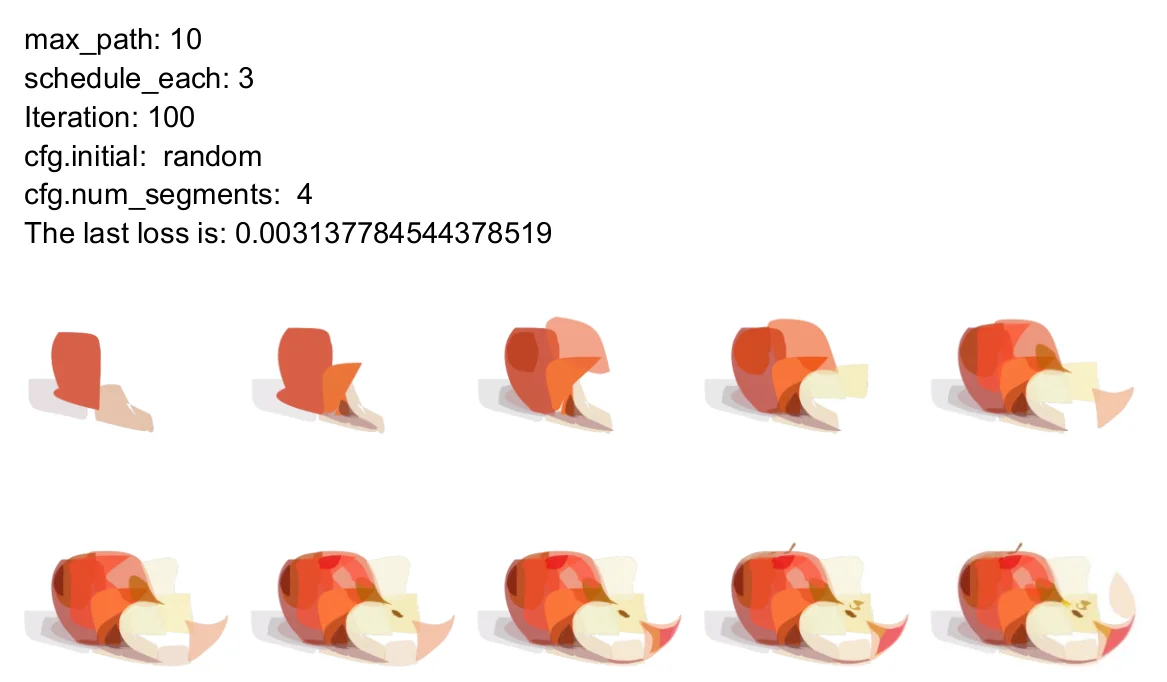 max_path: 10
schedule_each: 3
Iteration: 100
cfg.initial:  random
cfg.num_segments:  4
The last loss is: 0.003137784544378519